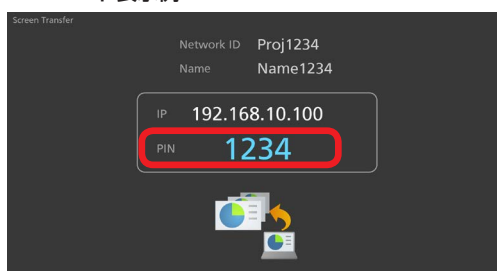 Screen Transfer
Network ID Proj1234
Name Name1234
IP 192.168.10.100
PIN 1234